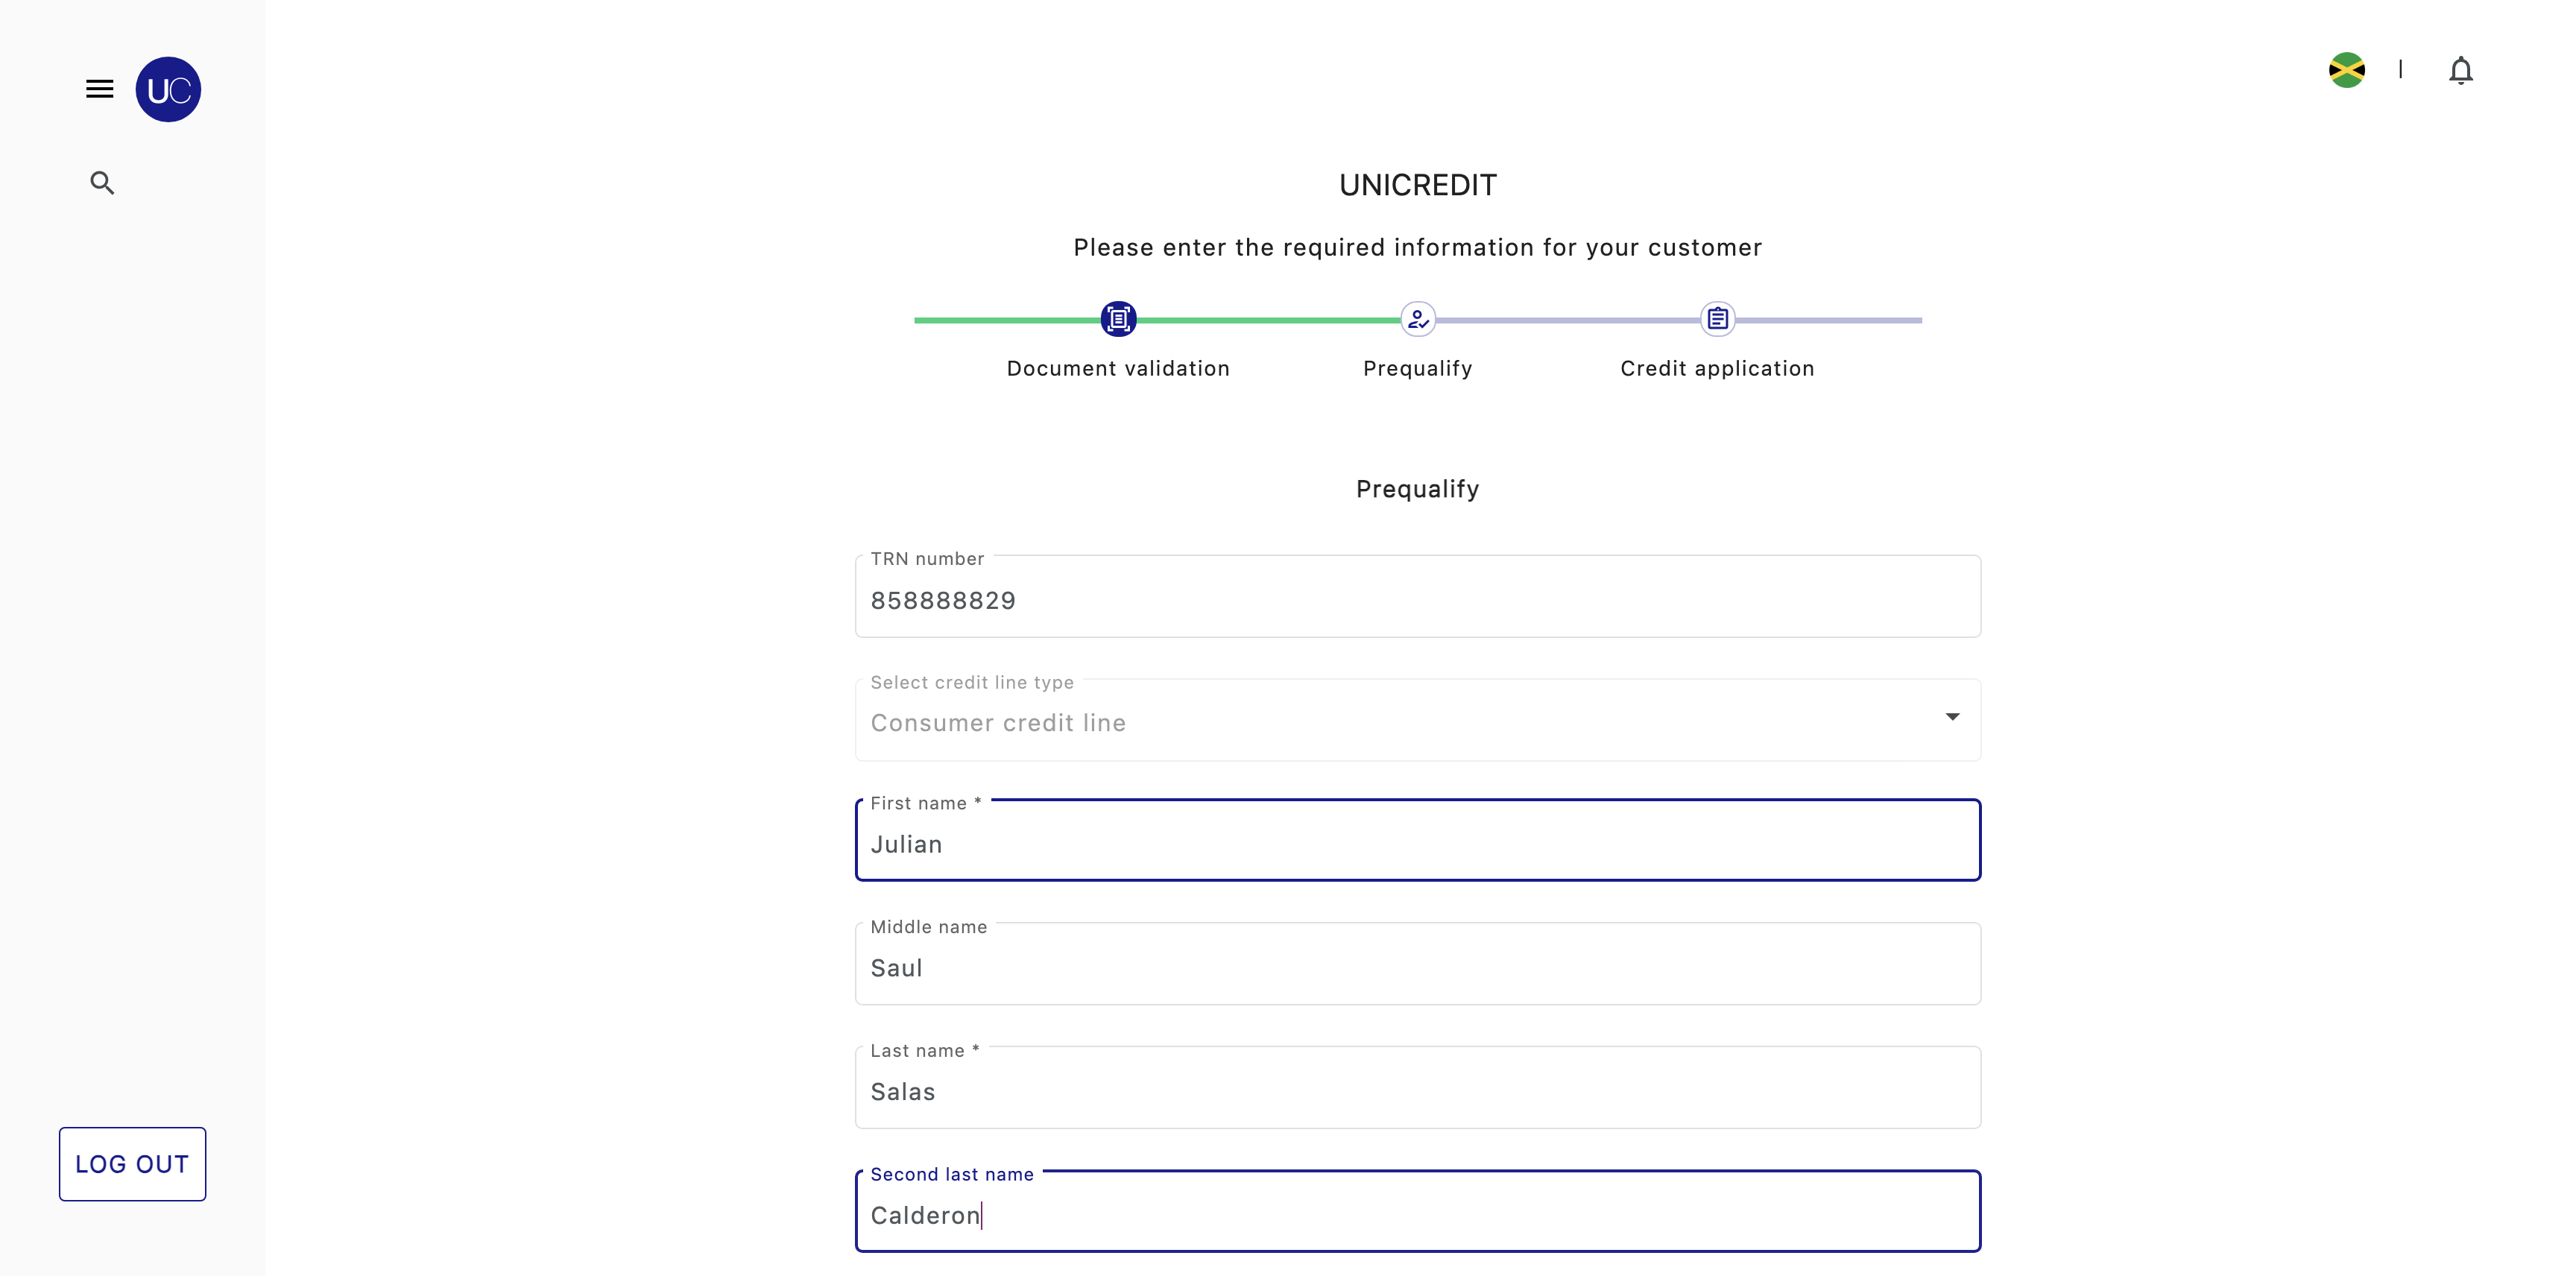 UC
UNICREDIT
Please enter the required information for your customer
Document validation
Prequalify
Credit application
Prequalify
TRN number
858888829
Select credit line type
Consumer credit line
First name *
Julian
Middle name
Saul
Last name *
Salas
Second last name
Calderon
LOG OUT